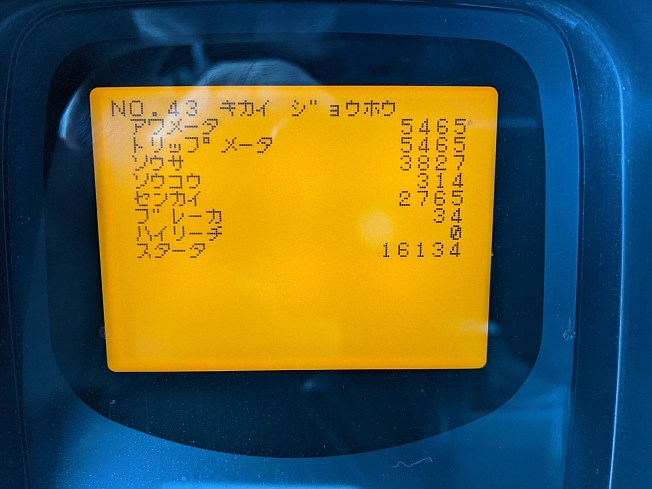 NO.43 キカイ ジョウホウ
アワメータ 5465
トリップ メータ 5465
ソウサ 3827
ソウコウ 314
センカイ 2765
ブレーカ 34
ハイリーチ 0
スタータ 16134